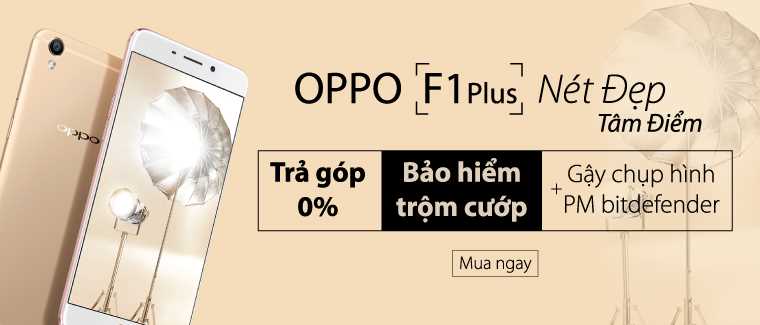 oppo
OPPO [F1Plus] Nét Đẹp
Tâm Điểm
Trả góp
0%
Bảo hiểm
trộm cướp
+ Gậy chụp hình
PM bitdefender
Mua ngay